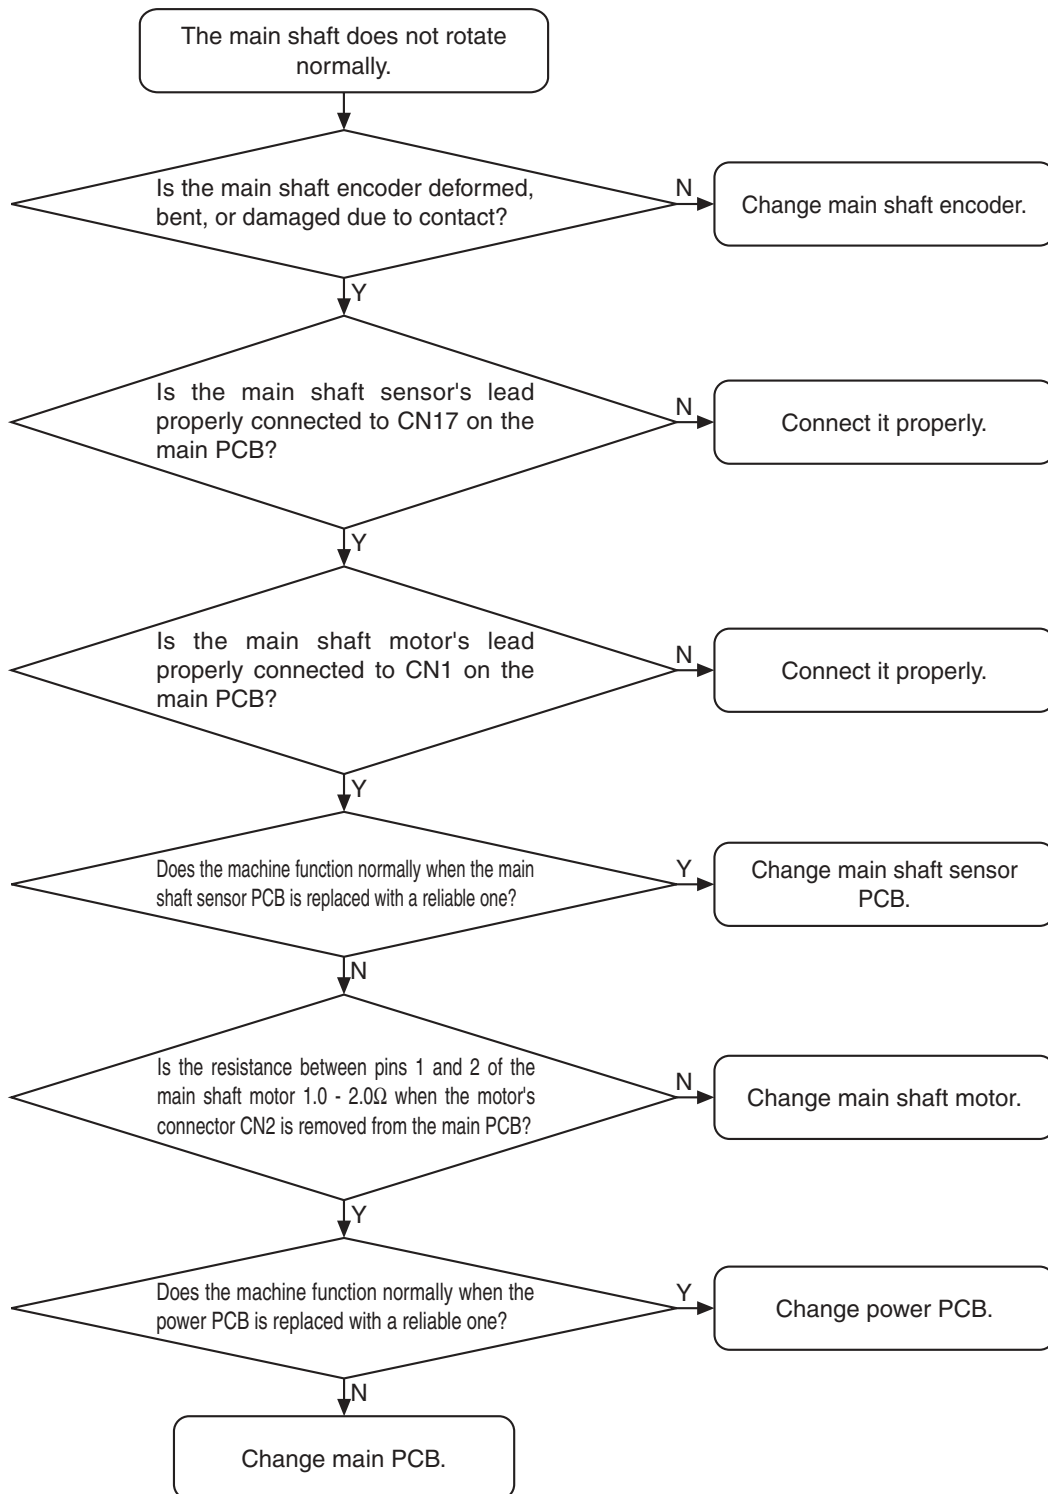 The main shaft does not rotate
normally.
Is the main shaft encoder deformed,
bent, or damaged due to contact?
N
Change main shaft encoder.
Y
Is the main shaft sensor's lead
properly connected to CN17 on the
main PCB?
N
Connect it properly.
Y
Is the main shaft motor's lead
properly connected to CN1 on the
main PCB?
N
Connect it properly.
Y
Does the machine function normally when the main
shaft sensor PCB is replaced with a reliable one?
Y
Change main shaft sensor
PCB.
N
Is the resistance between pins 1 and 2 of the
main shaft motor 1.0 - 2.0Ω when the motor's
connector CN2 is removed from the main PCB?
N
Change main shaft motor.
Y
Does the machine function normally when the
power PCB is replaced with a reliable one?
Y
Change power PCB.
N
Change main PCB.